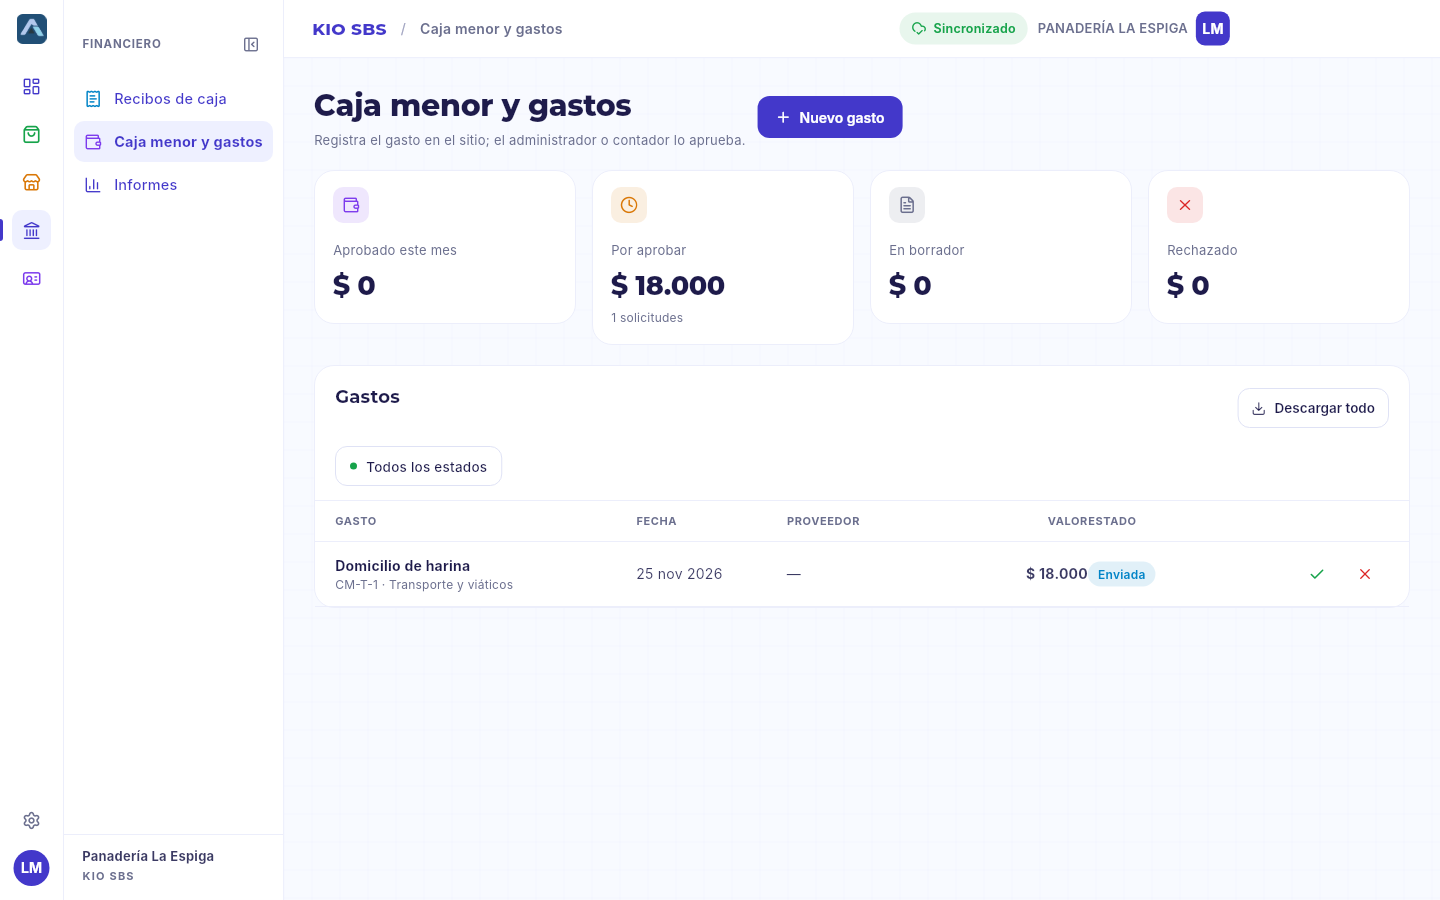 FINANCIERO
Recibos de caja
Caja menor y gastos
Informes
Panadería La Espiga
KIO SBS
LM
KIO SBS / Caja menor y gastos
Sincronizado
PANADERÍA LA ESPIGA
LM
Caja menor y gastos
Registra el gasto en el sitio; el administrador o contador lo aprueba.
Nuevo gasto
Aprobado este mes
$ 0
Por aprobar
$ 18.000
1 solicitudes
En borrador
$ 0
Rechazado
$ 0
Gastos
Descargar todo
Todos los estados
GASTO FECHA PROVEEDOR VALOR ESTADO
Domicilio de harina
CM-T-1 · Transporte y viáticos
25 nov 2026 — $ 18.000 Enviada